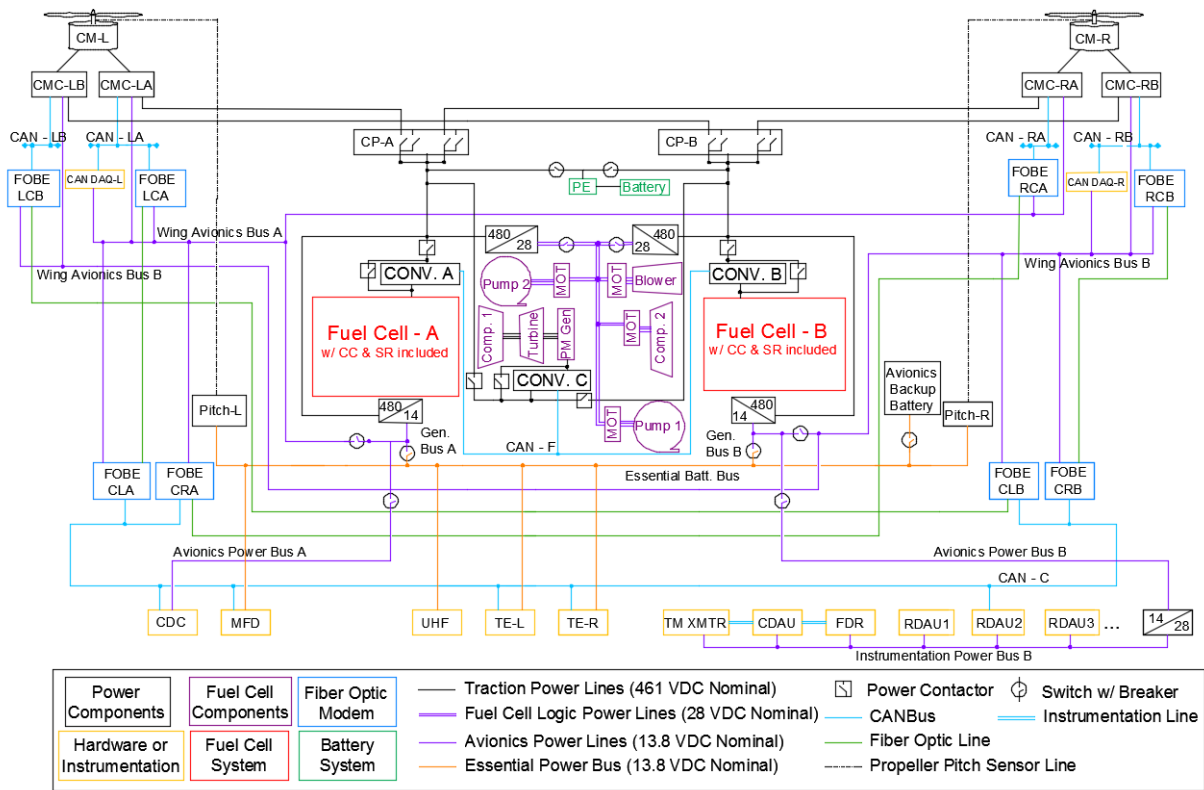 CM-L
CM-R
CMC-LB
CMC-LA
CMC-RA
CMC-RB
CP-A
CP-B
CAN - LB
CAN - LA
CAN - RA
CAN - RB
FOBE
LCB
CAN DAQ-L
FOBE
LCA
PE
Battery
FOBE
RCA
CAN DAQ-R
FOBE
RCB
Wing Avionics Bus A
Wing Avionics Bus B
480
28
480
28
Wing Avionics Bus B
CONV. A
Pump 2
MOT
MOT
Blower
CONV. B
Fuel Cell - A
w/ CC & SR included
Comp. 1
Turbine
PM Gen
MOT
Comp. 2
Fuel Cell - B
w/ CC & SR included
CONV. C
Avionics
Backup
Battery
Pitch-L
480
14
MOT
Pump 1
480
14
Pitch-R
Gen.
Bus A
CAN - F
Gen.
Bus B
Essential Batt. Bus
FOBE
CLA
FOBE
CRA
FOBE
CLB
FOBE
CRB
Avionics Power Bus A
Avionics Power Bus B
CAN - C
CDC
MFD
UHF
TE-L
TE-R
TM XMTR
CDAU
FDR
RDAU1
RDAU2
RDAU3
...
14
28
Instrumentation Power Bus B
Power
Components
Fuel Cell
Components
Fiber Optic
Modem
Hardware or
Instrumentation
Fuel Cell
System
Battery
System
Traction Power Lines (461 VDC Nominal)
Fuel Cell Logic Power Lines (28 VDC Nominal)
Avionics Power Lines (13.8 VDC Nominal)
Essential Power Bus (13.8 VDC Nominal)
Power Contactor
Switch w/ Breaker
CANBus
Instrumentation Line
Fiber Optic Line
Propeller Pitch Sensor Line